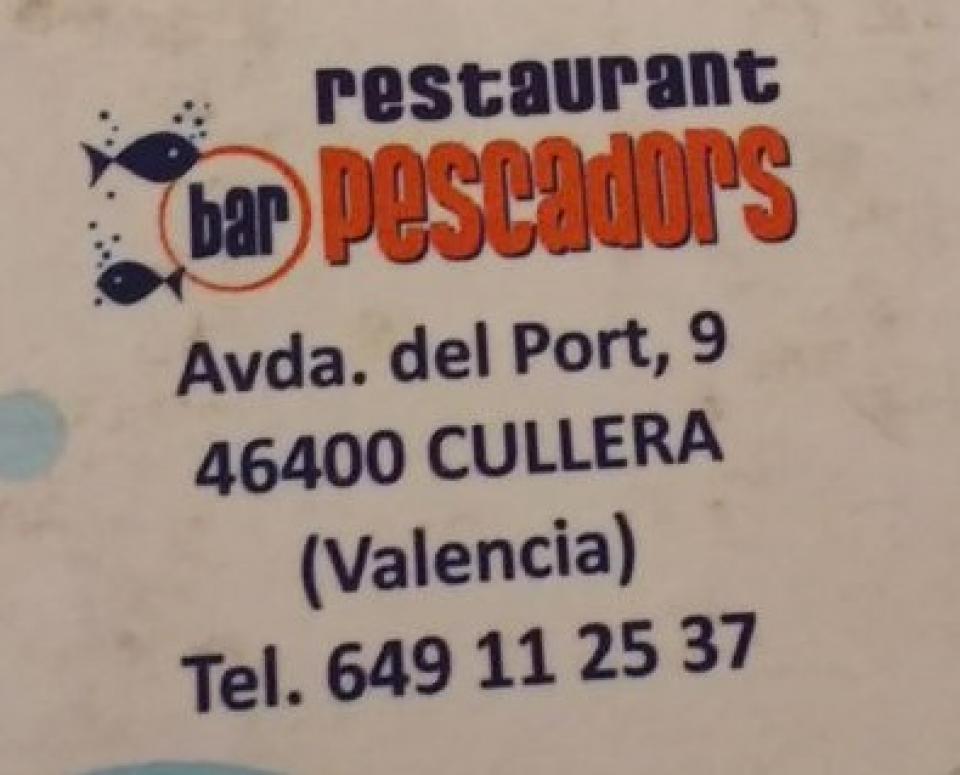 restaurant
bar pescadors
Avda. del Port, 9
46400 CULLERA
(Valencia)
Tel. 649 11 25 37